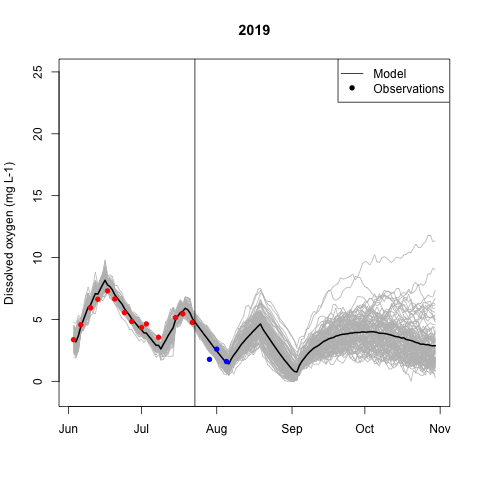 2019
Model
Observations
Dissolved oxygen (mg L-1)
25
20
15
10
5
0
Jun Jul Aug Sep Oct Nov